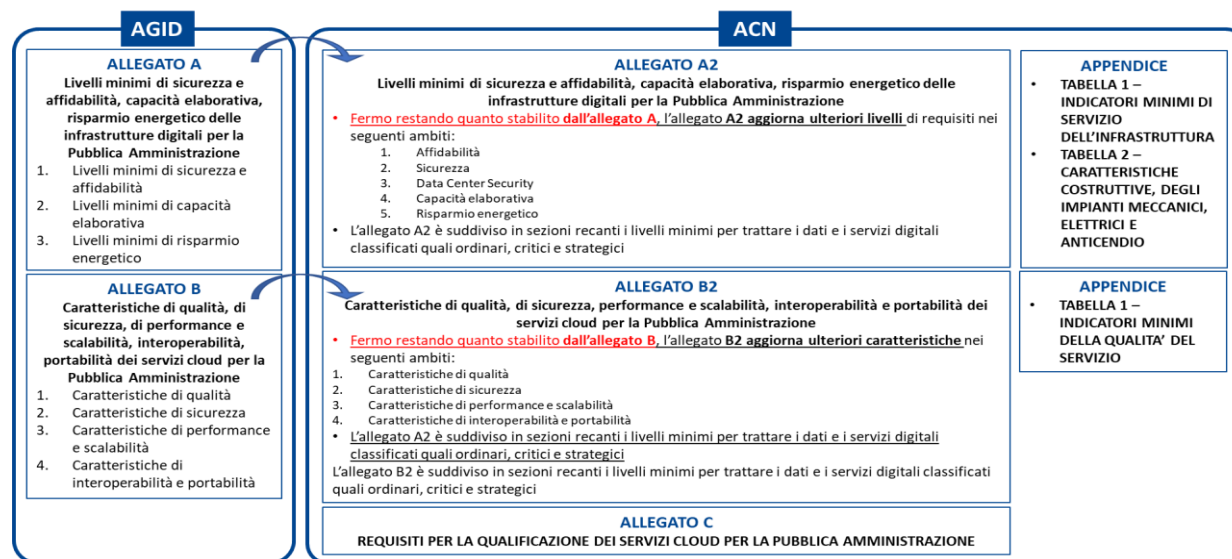 AGID
ALLEGATO A
Livelli minimi di sicurezza e
affidabilità, capacità elaborativa,
risparmio energetico delle
infrastrutture digitali per la
Pubblica Amministrazione
1. Livelli minimi di sicurezza e
affidabilità
2. Livelli minimi di capacità
elaborativa
3. Livelli minimi di risparmio
energetico
ALLEGATO B
Caratteristiche di qualità, di
sicurezza, di performance e
scalabilità, interoperabilità,
portabilità dei servizi cloud per la
Pubblica Amministrazione
1. Caratteristiche di qualità
2. Caratteristiche di sicurezza
3. Caratteristiche di performance
e scalabilità
4. Caratteristiche di
interoperabilità e portabilità
ACN
ALLEGATO A2
Livelli minimi di sicurezza e affidabilità, capacità elaborativa, risparmio energetico delle
infrastrutture digitali per la Pubblica Amministrazione
• Fermo restando quanto stabilito dall'allegato A, l'allegato A2 aggiorna ulteriori livelli di requisiti nei
seguenti ambiti:
1. Affidabilità
2. Sicurezza
3. Data Center Security
4. Capacità elaborativa
5. Risparmio energetico
• L'allegato A2 è suddiviso in sezioni recanti i livelli minimi per trattare i dati e i servizi digitali
classificati quali ordinari, critici e strategici
APPENDICE
• TABELLA 1 –
INDICATORI MINIMI DI
SERVIZIO
DELL'INFRASTRUTTURA
• TABELLA 2 –
CARATTERISTICHE
COSTRUTTIVE, DEGLI
IMPIANTI MECCANICI,
ELETTRICI E
ANTICENDIO
ALLEGATO B2
Caratteristiche di qualità, di sicurezza, performance e scalabilità, interoperabilità e portabilità dei
servizi cloud per la Pubblica Amministrazione
• Fermo restando quanto stabilito dall'allegato B, l'allegato B2 aggiorna ulteriori caratteristiche nei
seguenti ambiti:
1. Caratteristiche di qualità
2. Caratteristiche di sicurezza
3. Caratteristiche di performance e scalabilità
4. Caratteristiche di interoperabilità e portabilità
• L'allegato A2 è suddiviso in sezioni recanti i livelli minimi per trattare i dati e i servizi digitali
classificati quali ordinari, critici e strategici
L'allegato B2 è suddiviso in sezioni recanti i livelli minimi per trattare i dati e i servizi digitali classificati
quali ordinari, critici e strategici
APPENDICE
• TABELLA 1 –
INDICATORI MINIMI
DELLA QUALITA' DEL
SERVIZIO
ALLEGATO C
REQUISITI PER LA QUALIFICAZIONE DEI SERVIZI CLOUD PER LA PUBBLICA AMMINISTRAZIONE